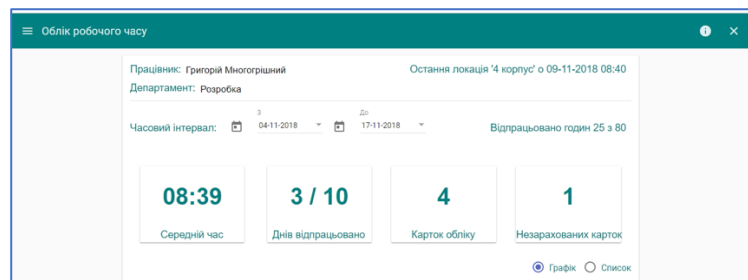 Облік робочого часу
Працівник: Григорій Многогрішний
Остання локація '4 корпус' о 09-11-2018 08:40
Департамент: Розробка
Часовий інтервал:
З
04-11-2018
До
17-11-2018
Відпрацьовано годин 25 з 80
08:39
3 / 10
4
1
Середній час
Днів відпрацьовано
Карток обліку
Незарахованих карток
Графік
Список